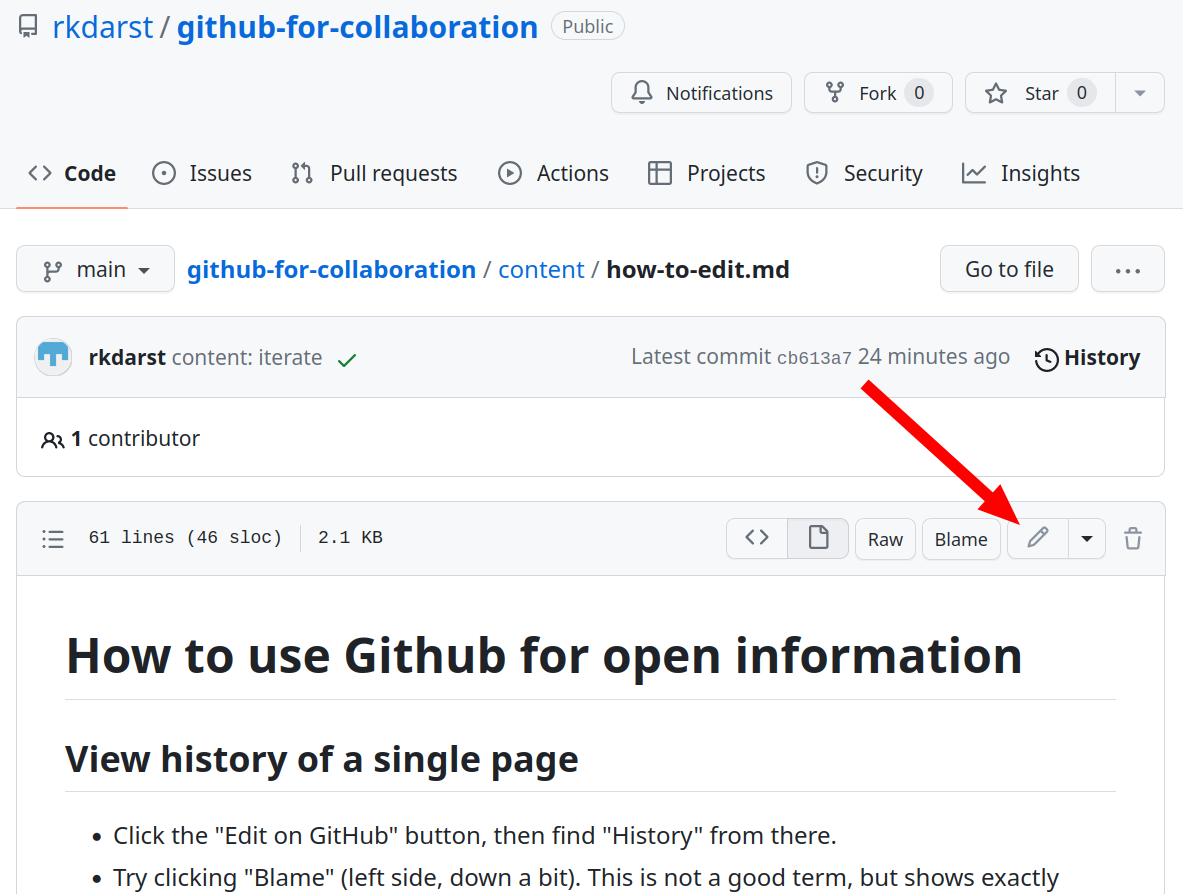 rkdarst / github-for-collaboration Public
Notifications Fork 0 Star 0
Code Issues Pull requests Actions Projects Security Insights
main github-for-collaboration / content / how-to-edit.md Go to file ...
rkdarst content: iterate Latest commit cb613a7 24 minutes ago History
1 contributor
61 lines (46 sloc) 2.1 KB <> Raw Blame
How to use Github for open information
View history of a single page
• Click the "Edit on GitHub" button, then find "History" from there.
• Try clicking "Blame" (left side, down a bit). This is not a good term, but shows exactly